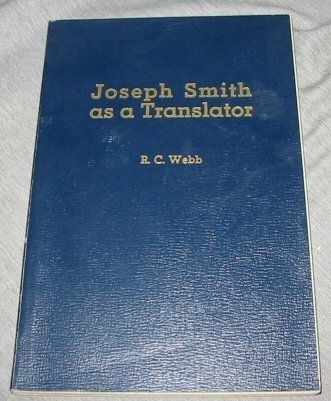 Joseph Smith
as a Translator
R. C. Webb